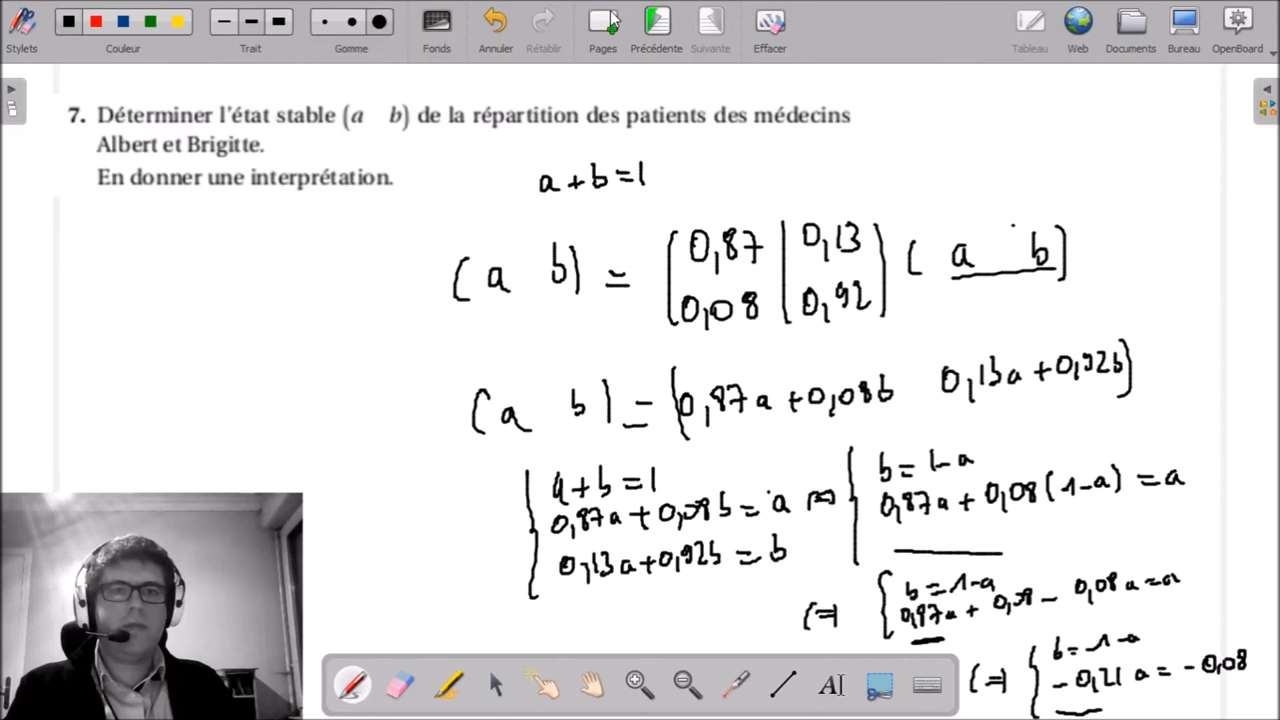 Stylets Couleur Trait Gomme Fonds Annuler Rétablir Pages Précédente Suivante Effacer Tableau Web Documents Bureau OpenBoard
7. Déterminer l'état stable (a b) de la répartition des patients des médecins
Albert et Brigitte.
En donner une interprétation.
a+b=1
(a b) = (0,87 | 0,13) (a b)
0,08 | 0,92
(a b) = (0,87a+0,08b 0,13a+0,92b)
a+b=1
0,87a+0,08b=a
0,13a+0,92b=b
b=1-a
0,87a+0,08(1-a)=a
(=) b=1-a
0,87a+0,08-0,08a=a
(=) b=1-a
-0,21a=-0,08
AI